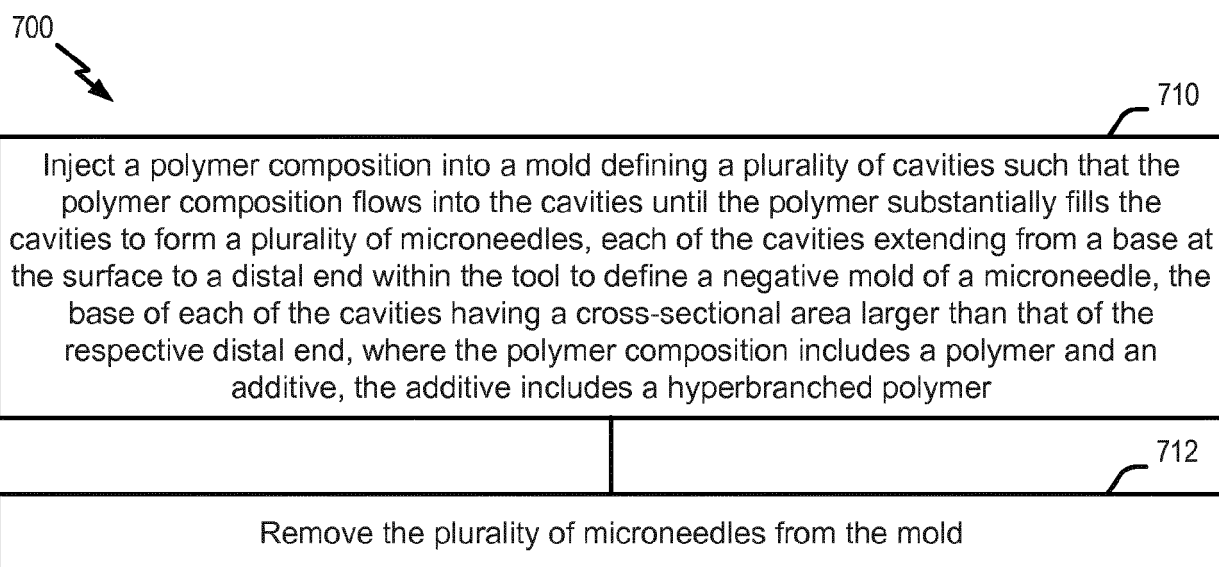 700
710
Inject a polymer composition into a mold defining a plurality of cavities such that the
polymer composition flows into the cavities until the polymer substantially fills the
cavities to form a plurality of microneedles, each of the cavities extending from a base at
the surface to a distal end within the tool to define a negative mold of a microneedle, the
base of each of the cavities having a cross-sectional area larger than that of the
respective distal end, where the polymer composition includes a polymer and an
additive, the additive includes a hyperbranched polymer
712
Remove the plurality of microneedles from the mold